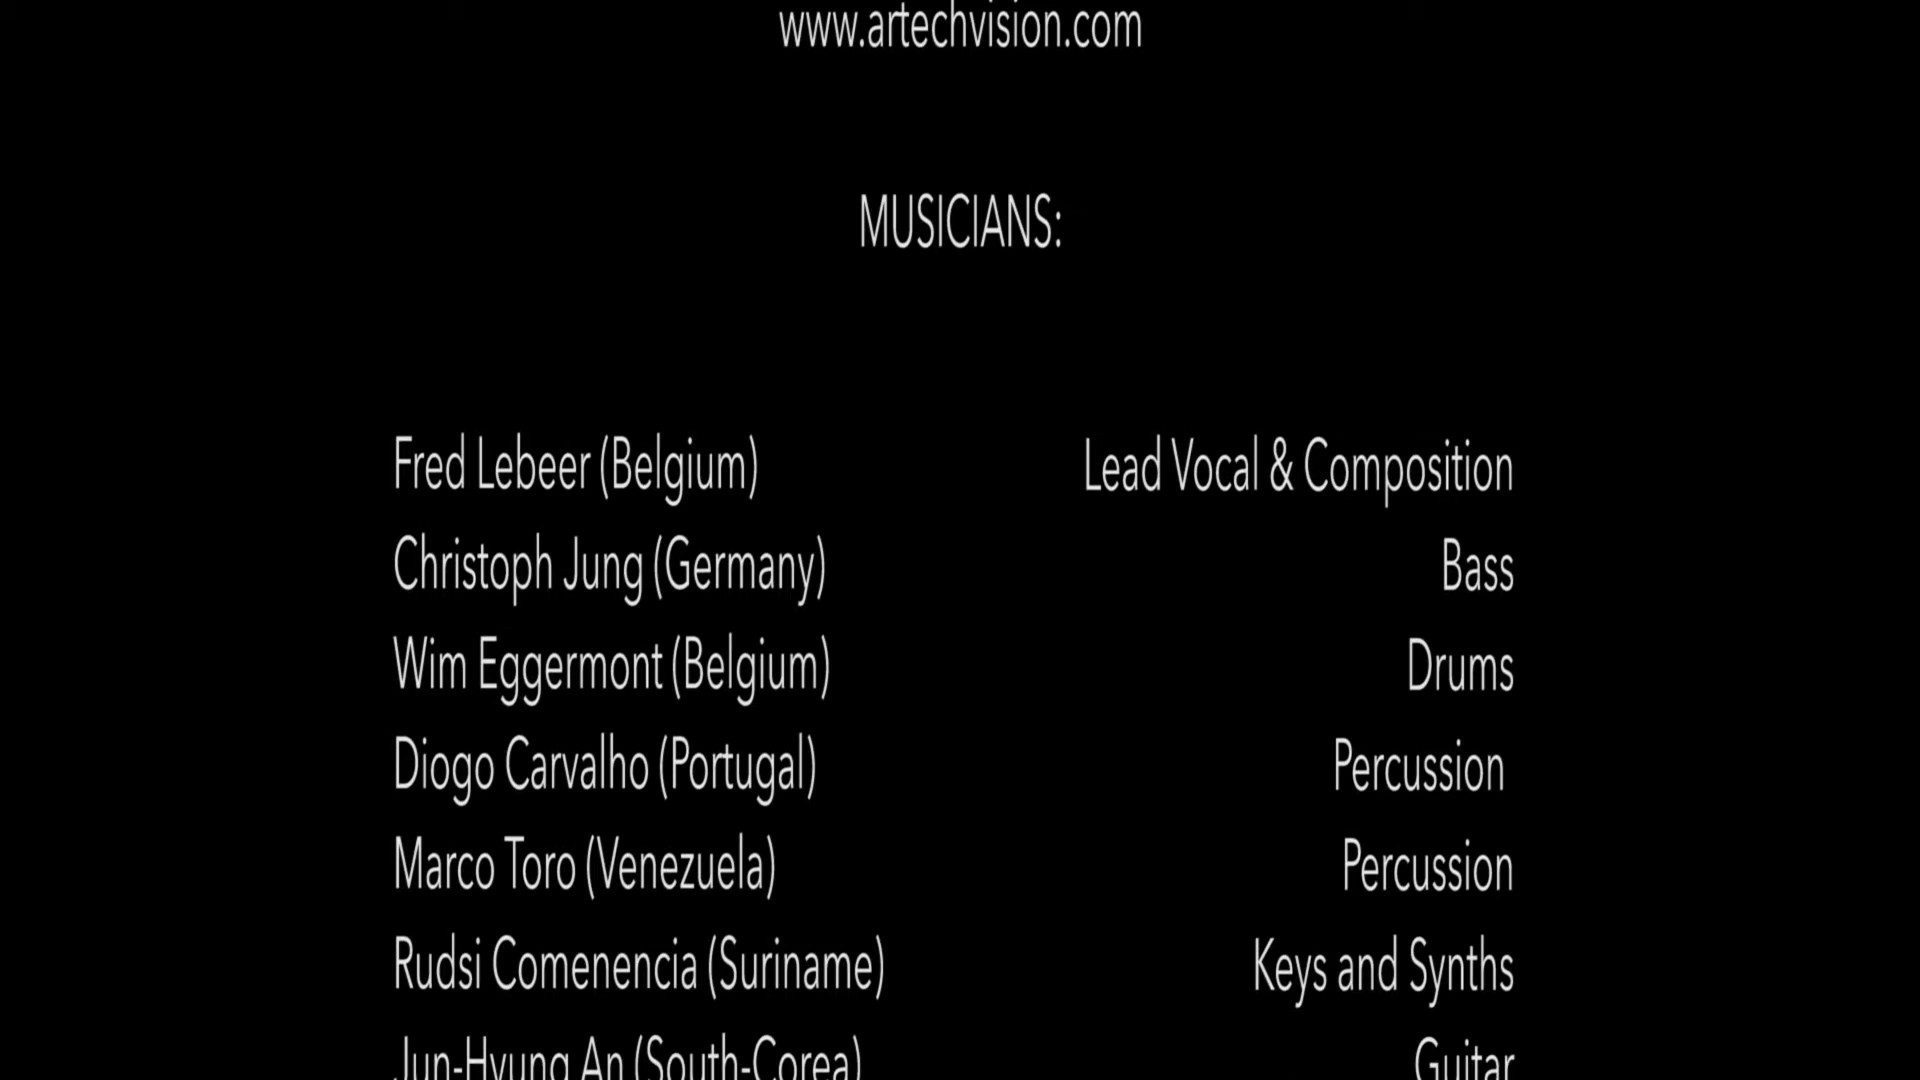 www.artechvision.com
MUSICIANS:
Fred Lebeer (Belgium) Lead Vocal & Composition
Christoph Jung (Germany) Bass
Wim Eggermont (Belgium) Drums
Diogo Carvalho (Portugal) Percussion
Marco Toro (Venezuela) Percussion
Rudsi Comenencia (Suriname) Keys and Synths
Jun-Hyung An (South-Corea) Guitar